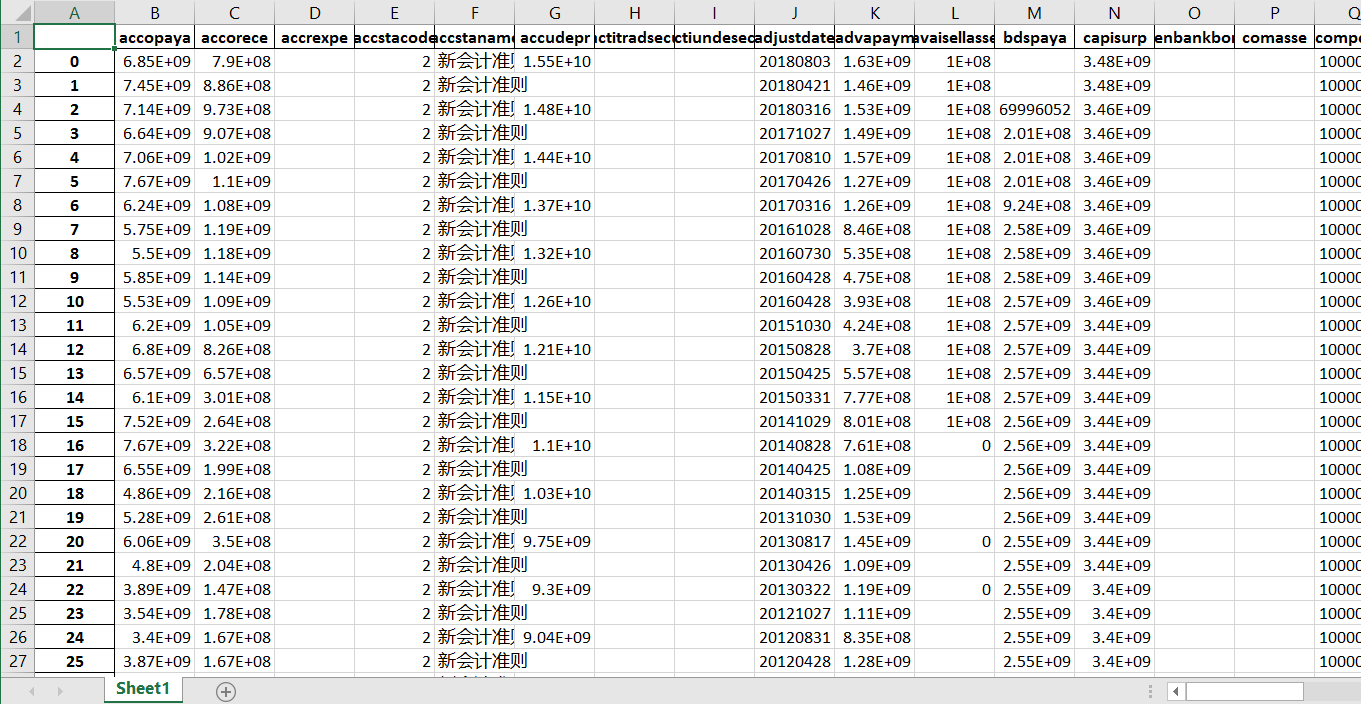 A B C D E F G H I J K L M N O P Q
1 accopaya accorece accrexpe accstacode accstaname accudepr ctitradsecu ctiundesec adjustdate advapaym vaisellasse bdspaya capisurp enbankbor comasse compc
2 0 6.85E+09 7.9E+08 2 新会计准则 1.55E+10 20180803 1.63E+09 1E+08 3.48E+09 10000
3 1 7.45E+09 8.86E+08 2 新会计准则 20180421 1.46E+09 1E+08 3.48E+09 10000
4 2 7.14E+09 9.73E+08 2 新会计准则 1.48E+10 20180316 1.53E+09 1E+08 69996052 3.46E+09 10000
5 3 6.64E+09 9.07E+08 2 新会计准则 20171027 1.49E+09 1E+08 2.01E+08 3.46E+09 10000
6 4 7.06E+09 1.02E+09 2 新会计准则 1.44E+10 20170810 1.57E+09 1E+08 2.01E+08 3.46E+09 10000
7 5 7.67E+09 1.1E+09 2 新会计准则 20170426 1.27E+09 1E+08 2.01E+08 3.46E+09 10000
8 6 6.24E+09 1.08E+09 2 新会计准则 1.37E+10 20170316 1.26E+09 1E+08 9.24E+08 3.46E+09 10000
9 7 5.75E+09 1.19E+09 2 新会计准则 20161028 8.46E+08 1E+08 2.58E+09 3.46E+09 10000
10 8 5.5E+09 1.18E+09 2 新会计准则 1.32E+10 20160730 5.35E+08 1E+08 2.58E+09 3.46E+09 10000
11 9 5.85E+09 1.14E+09 2 新会计准则 20160428 4.75E+08 1E+08 2.58E+09 3.46E+09 10000
12 10 5.53E+09 1.09E+09 2 新会计准则 1.26E+10 20160428 3.93E+08 1E+08 2.57E+09 3.46E+09 10000
13 11 6.2E+09 1.05E+09 2 新会计准则 20151030 4.24E+08 1E+08 2.57E+09 3.44E+09 10000
14 12 6.8E+09 8.26E+08 2 新会计准则 1.21E+10 20150828 3.7E+08 1E+08 2.57E+09 3.44E+09 10000
15 13 6.57E+09 6.57E+08 2 新会计准则 20150425 5.57E+08 1E+08 2.57E+09 3.44E+09 10000
16 14 6.1E+09 3.01E+08 2 新会计准则 1.15E+10 20150331 7.77E+08 1E+08 2.57E+09 3.44E+09 10000
17 15 7.52E+09 2.64E+08 2 新会计准则 20141029 8.01E+08 1E+08 2.56E+09 3.44E+09 10000
18 16 7.67E+09 3.22E+08 2 新会计准则 1.1E+10 20140828 7.61E+08 0 2.56E+09 3.44E+09 10000
19 17 6.55E+09 1.99E+08 2 新会计准则 20140425 1.08E+09 2.56E+09 3.44E+09 10000
20 18 4.86E+09 2.16E+08 2 新会计准则 1.03E+10 20140315 1.25E+09 2.56E+09 3.44E+09 10000
21 19 5.28E+09 2.61E+08 2 新会计准则 20131030 1.53E+09 2.56E+09 3.44E+09 10000
22 20 6.06E+09 3.5E+08 2 新会计准则 9.75E+09 20130817 1.45E+09 0 2.55E+09 3.44E+09 10000
23 21 4.8E+09 2.04E+08 2 新会计准则 20130426 1.09E+09 2.55E+09 3.44E+09 10000
24 22 3.89E+09 1.47E+08 2 新会计准则 9.3E+09 20130322 1.19E+09 0 2.55E+09 3.4E+09 10000
25 23 3.54E+09 1.78E+08 2 新会计准则 20121027 1.11E+09 2.55E+09 3.4E+09 10000
26 24 3.4E+09 1.67E+08 2 新会计准则 9.04E+09 20120831 8.35E+08 2.55E+09 3.4E+09 10000
27 25 3.87E+09 1.67E+08 2 新会计准则 20120428 1.28E+09 2.55E+09 3.4E+09 10000
Sheet1